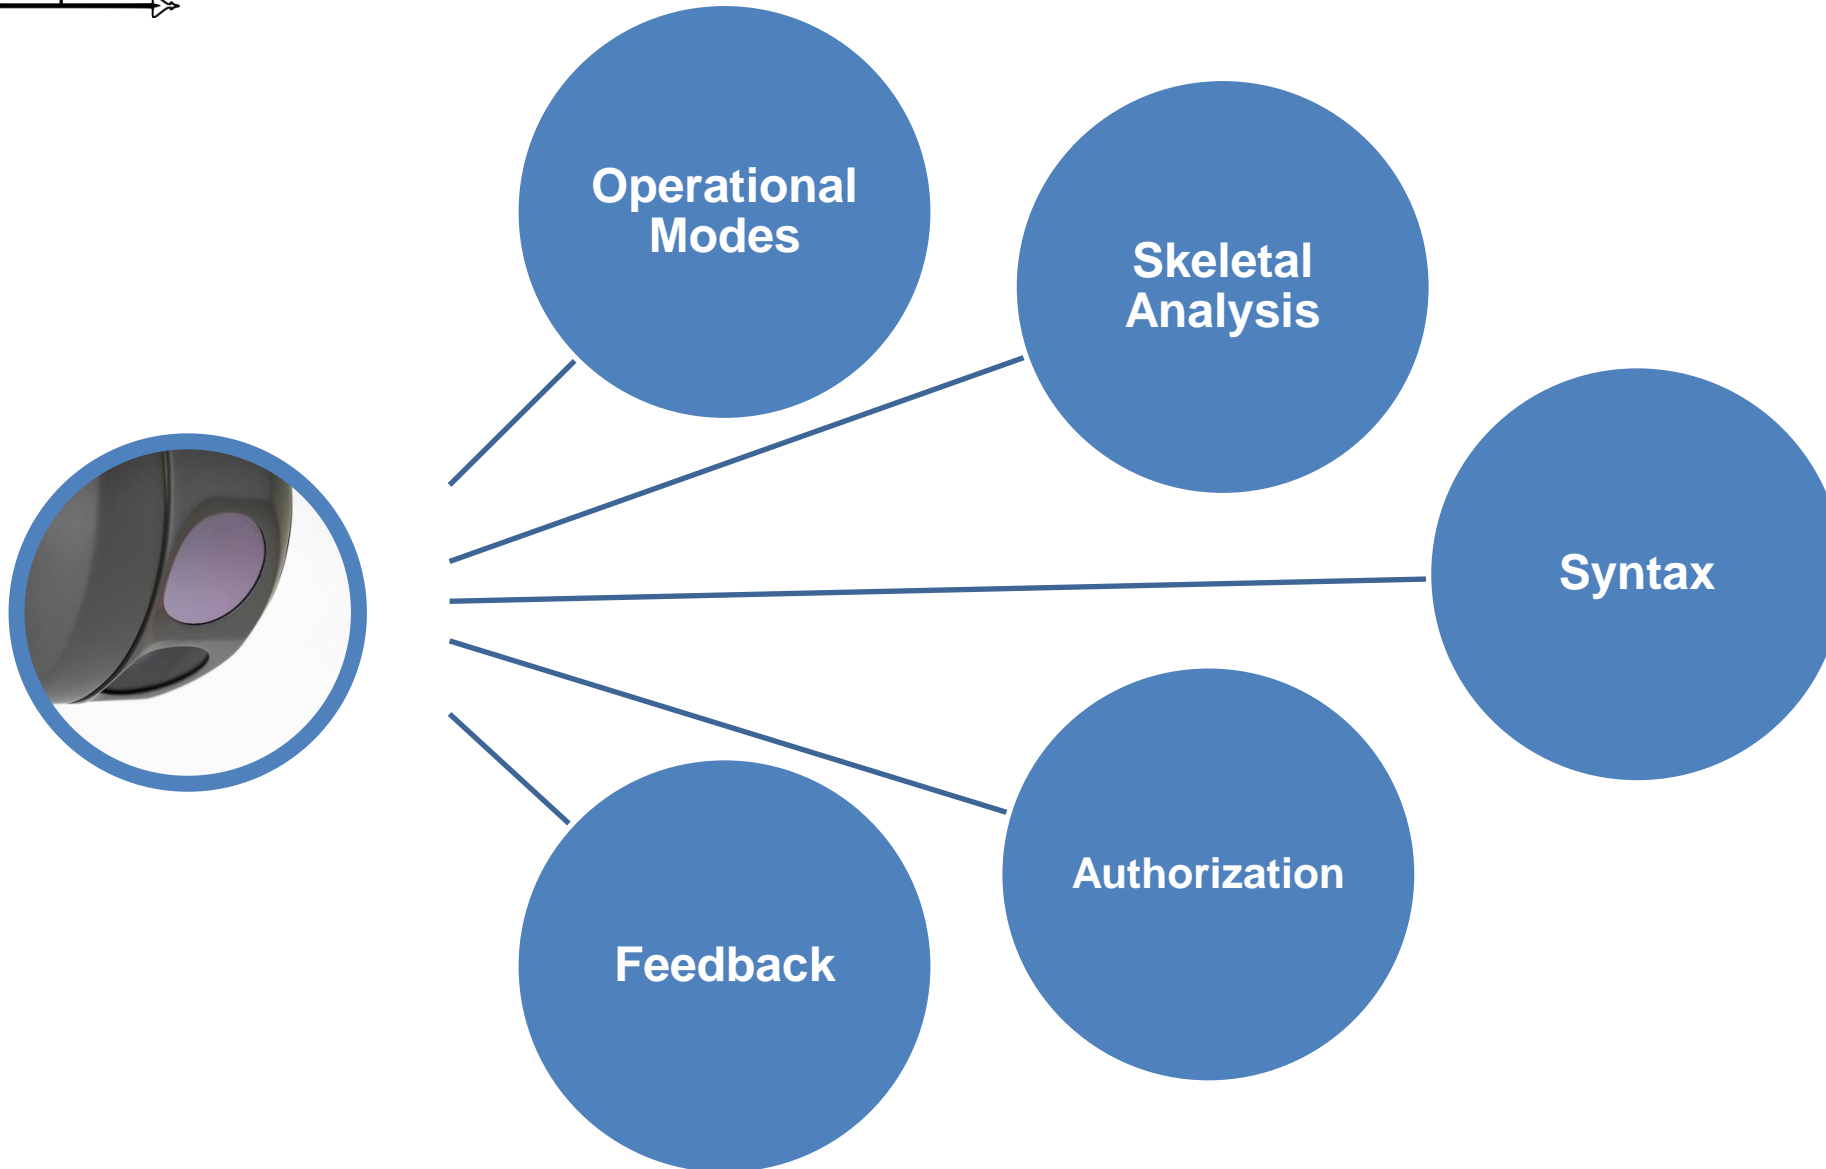 Operational
Modes
Skeletal
Analysis
Syntax
Authorization
Feedback